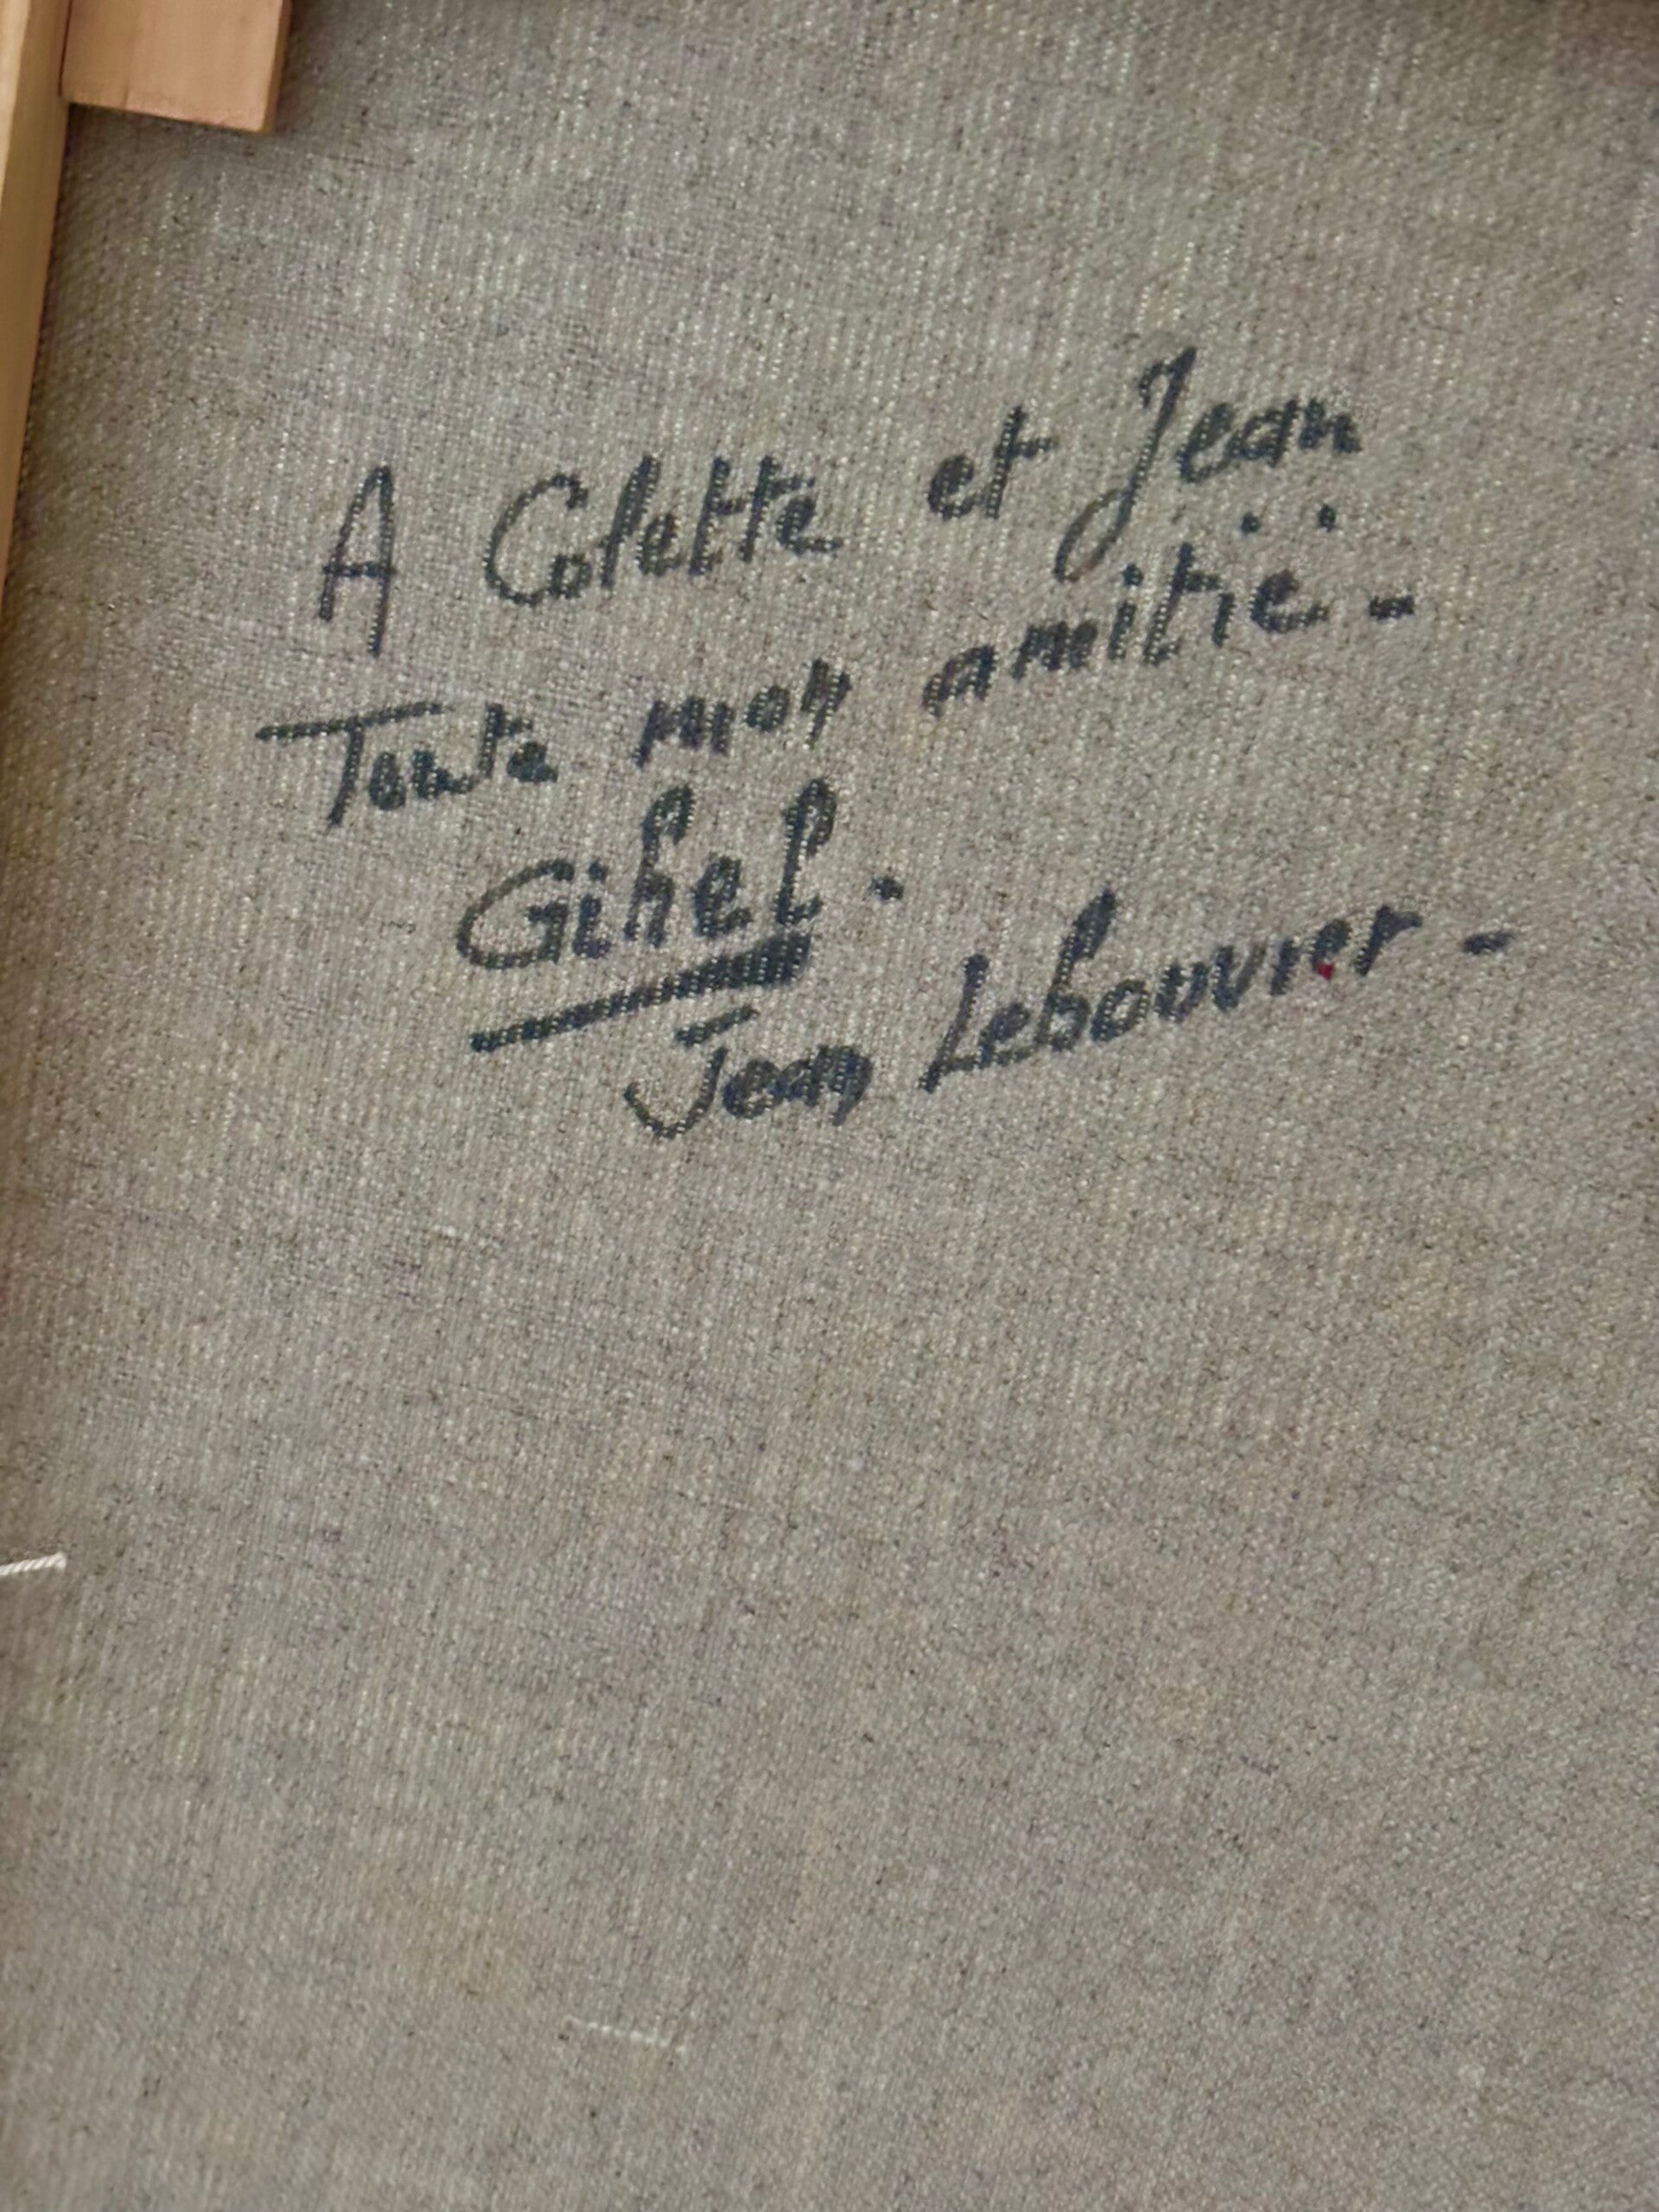 A Colette et Jean
Toute mon amitié -
Gihel.
Jean Lebouvier -